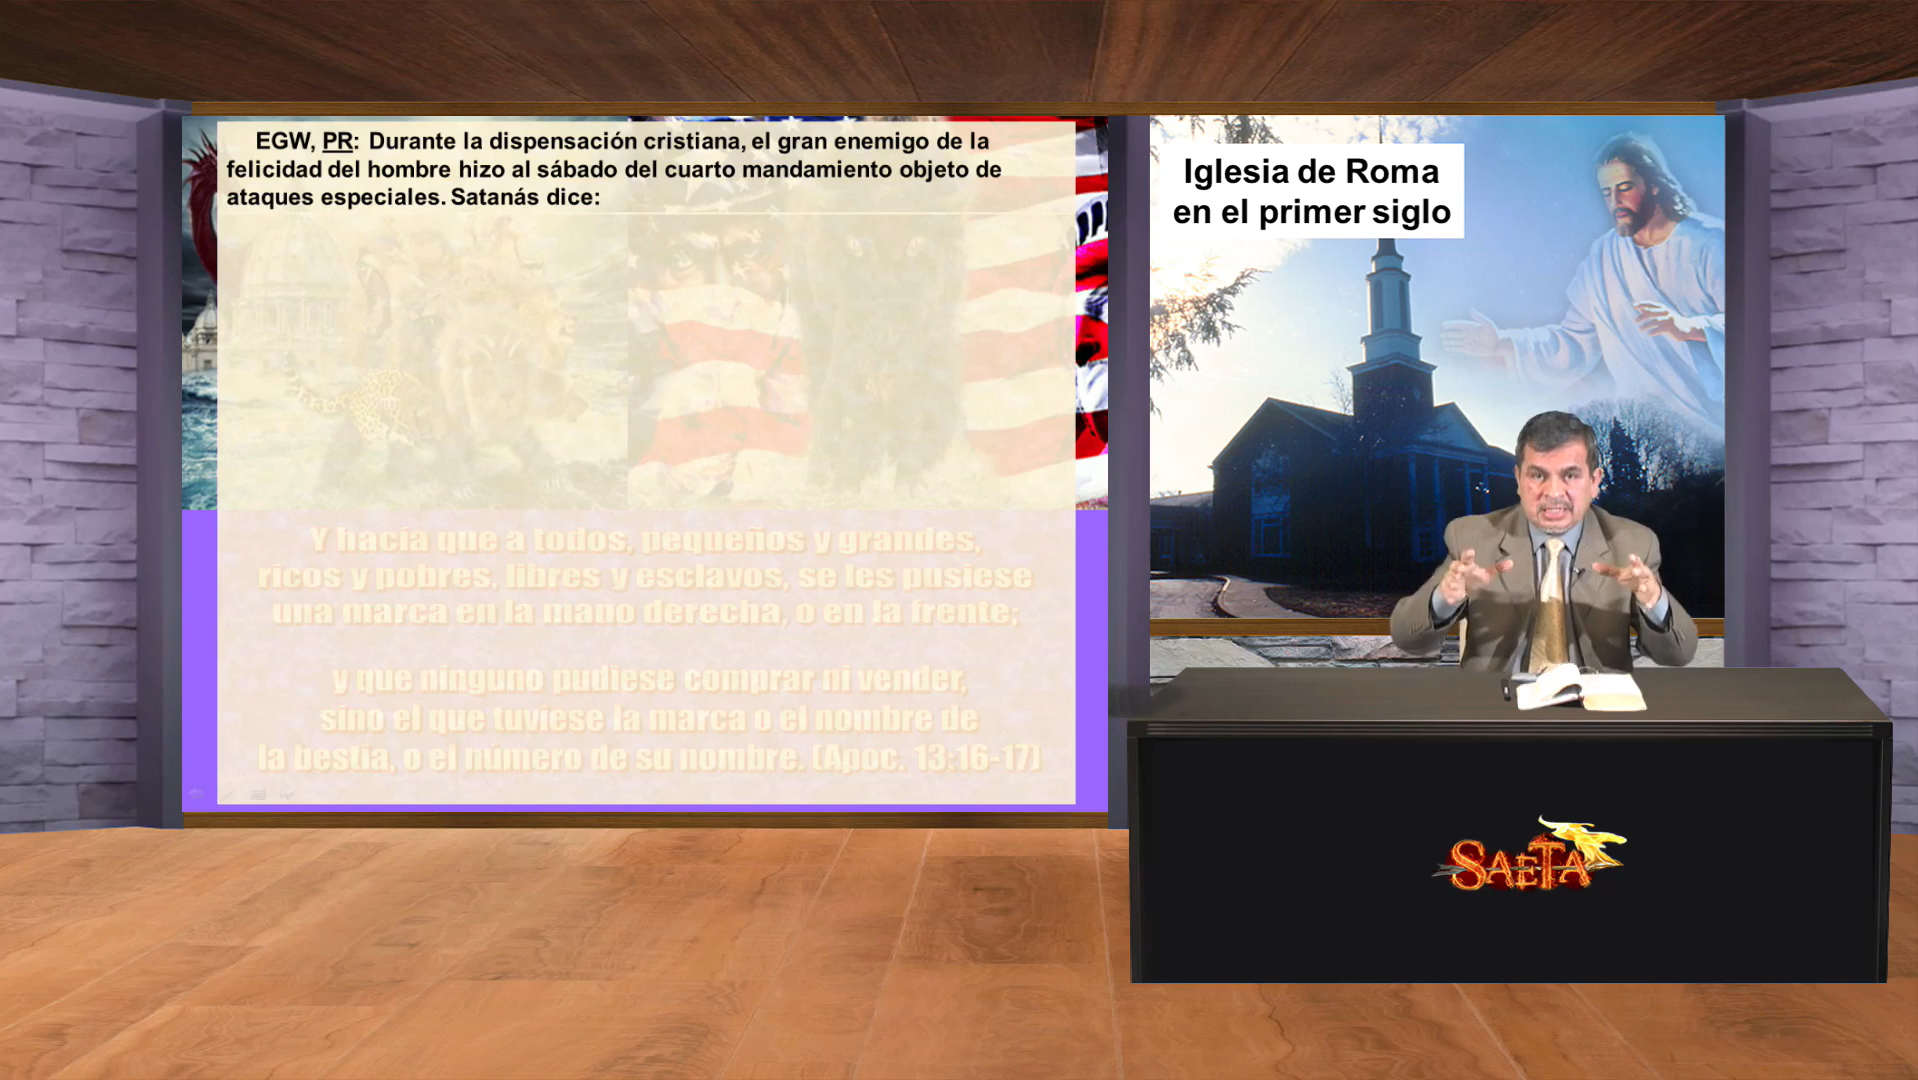 EGW, PR: Durante la dispensación cristiana, el gran enemigo de la
felicidad del hombre hizo al sábado del cuarto mandamiento objeto de
ataques especiales. Satanás dice:
Y hacía que a todos, pequeños y grandes,
ricos y pobres, libres y esclavos, se les pusiese
una marca en la mano derecha, o en la frente;
y que ninguno pudiese comprar ni vender,
sino el que tuviese la marca o el nombre de
la bestia, o el número de su nombre. (Apoc. 13:16-17)
Iglesia de Roma
en el primer siglo
SAETA